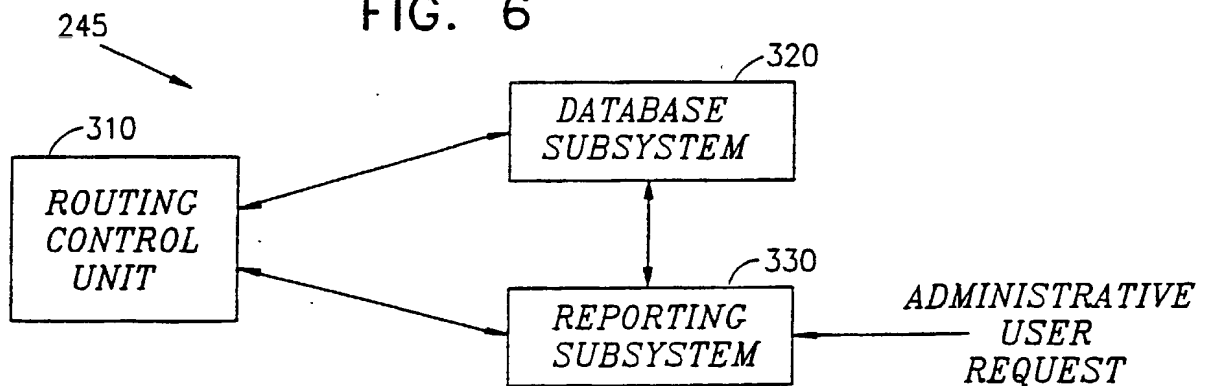 FIG. 6
245
320
DATABASE
SUBSYSTEM
310
ROUTING
CONTROL
UNIT
330
REPORTING
SUBSYSTEM
ADMINISTRATIVE
USER
REQUEST